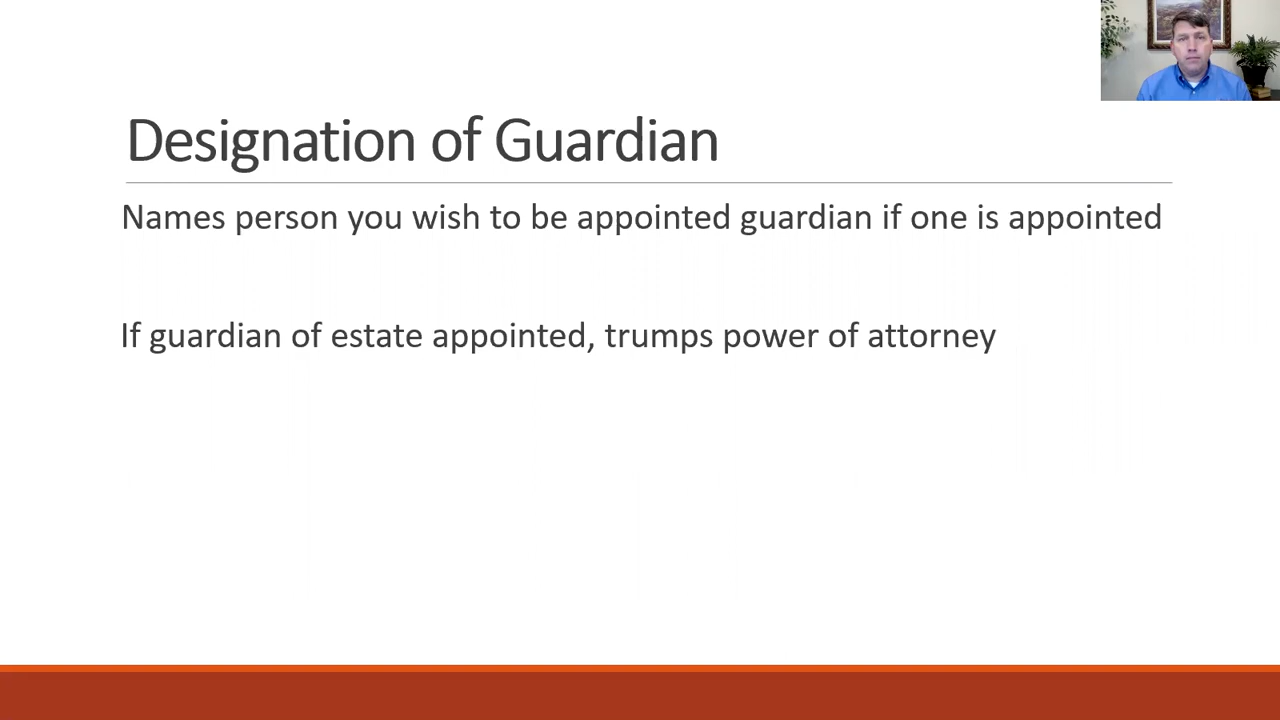 Designation of Guardian
Names person you wish to be appointed guardian if one is appointed
If guardian of estate appointed, trumps power of attorney